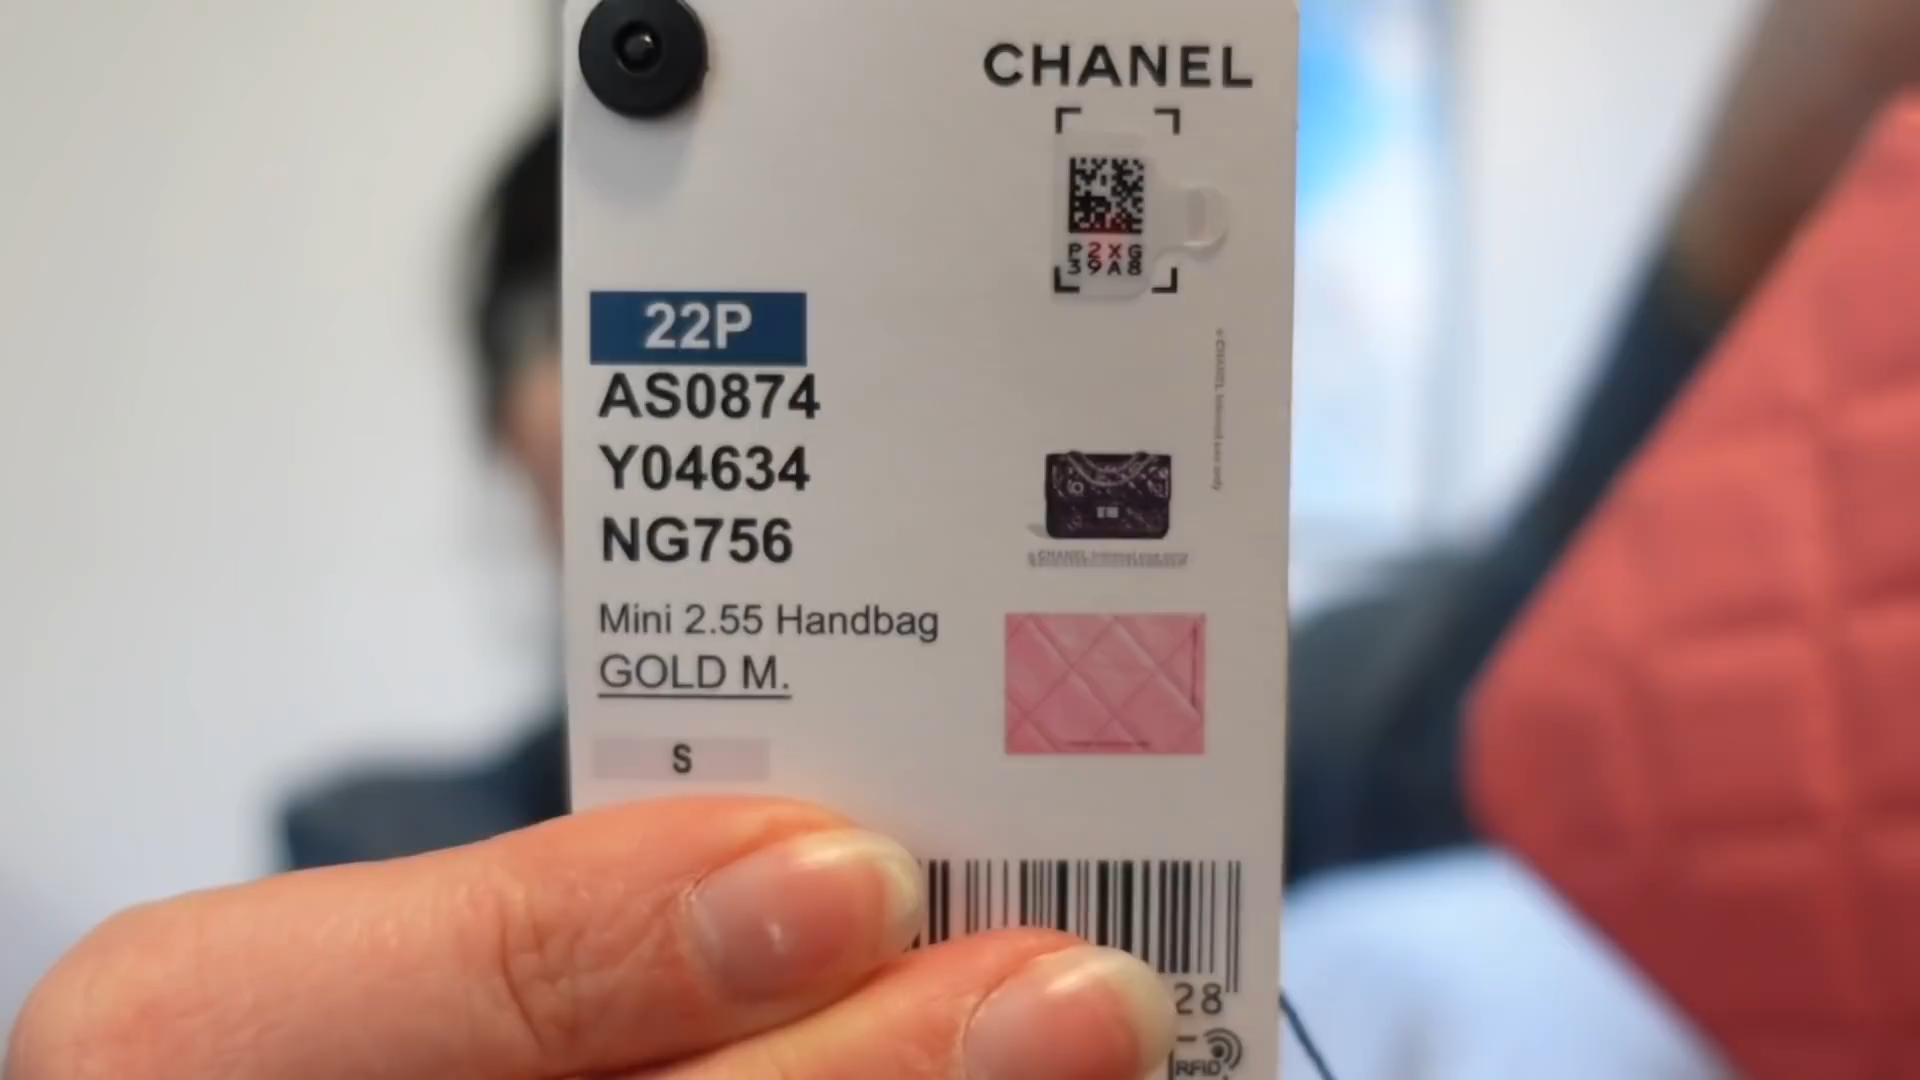 CHANEL
P2XG
39A8
22P
AS0874
Y04634
NG756
Mini 2.55 Handbag
GOLD M.
S
28
RFID